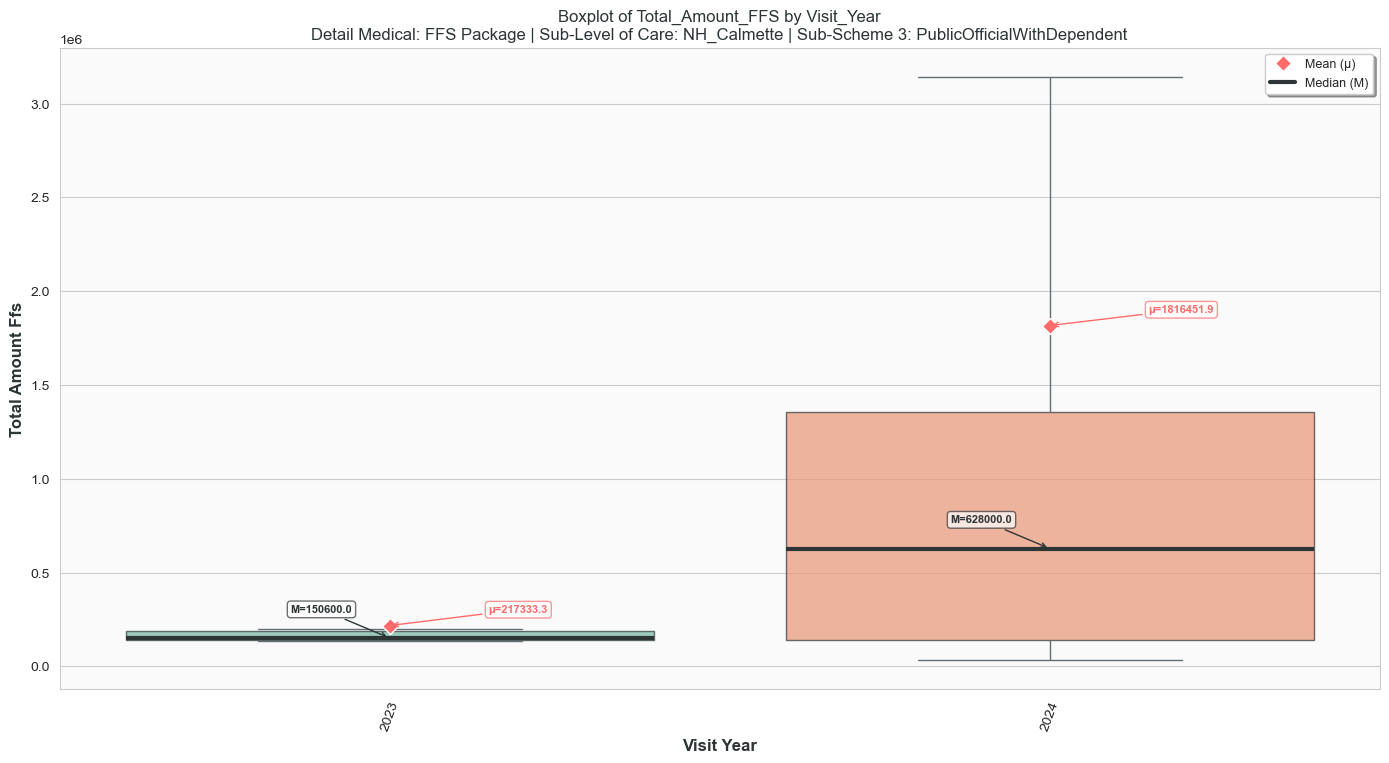 Boxplot of Total_Amount_FFS by Visit_Year
Detail Medical: FFS Package | Sub-Level of Care: NH_Calmette | Sub-Scheme 3: PublicOfficialWithDependent
1e6
Mean (μ)
Median (M)
3.0
2.5
2.0
1.5
1.0
0.5
0.0
Total Amount Ffs
μ=1816451.9
M=628000.0
M=150600.0
μ=217333.3
2023
2024
Visit Year